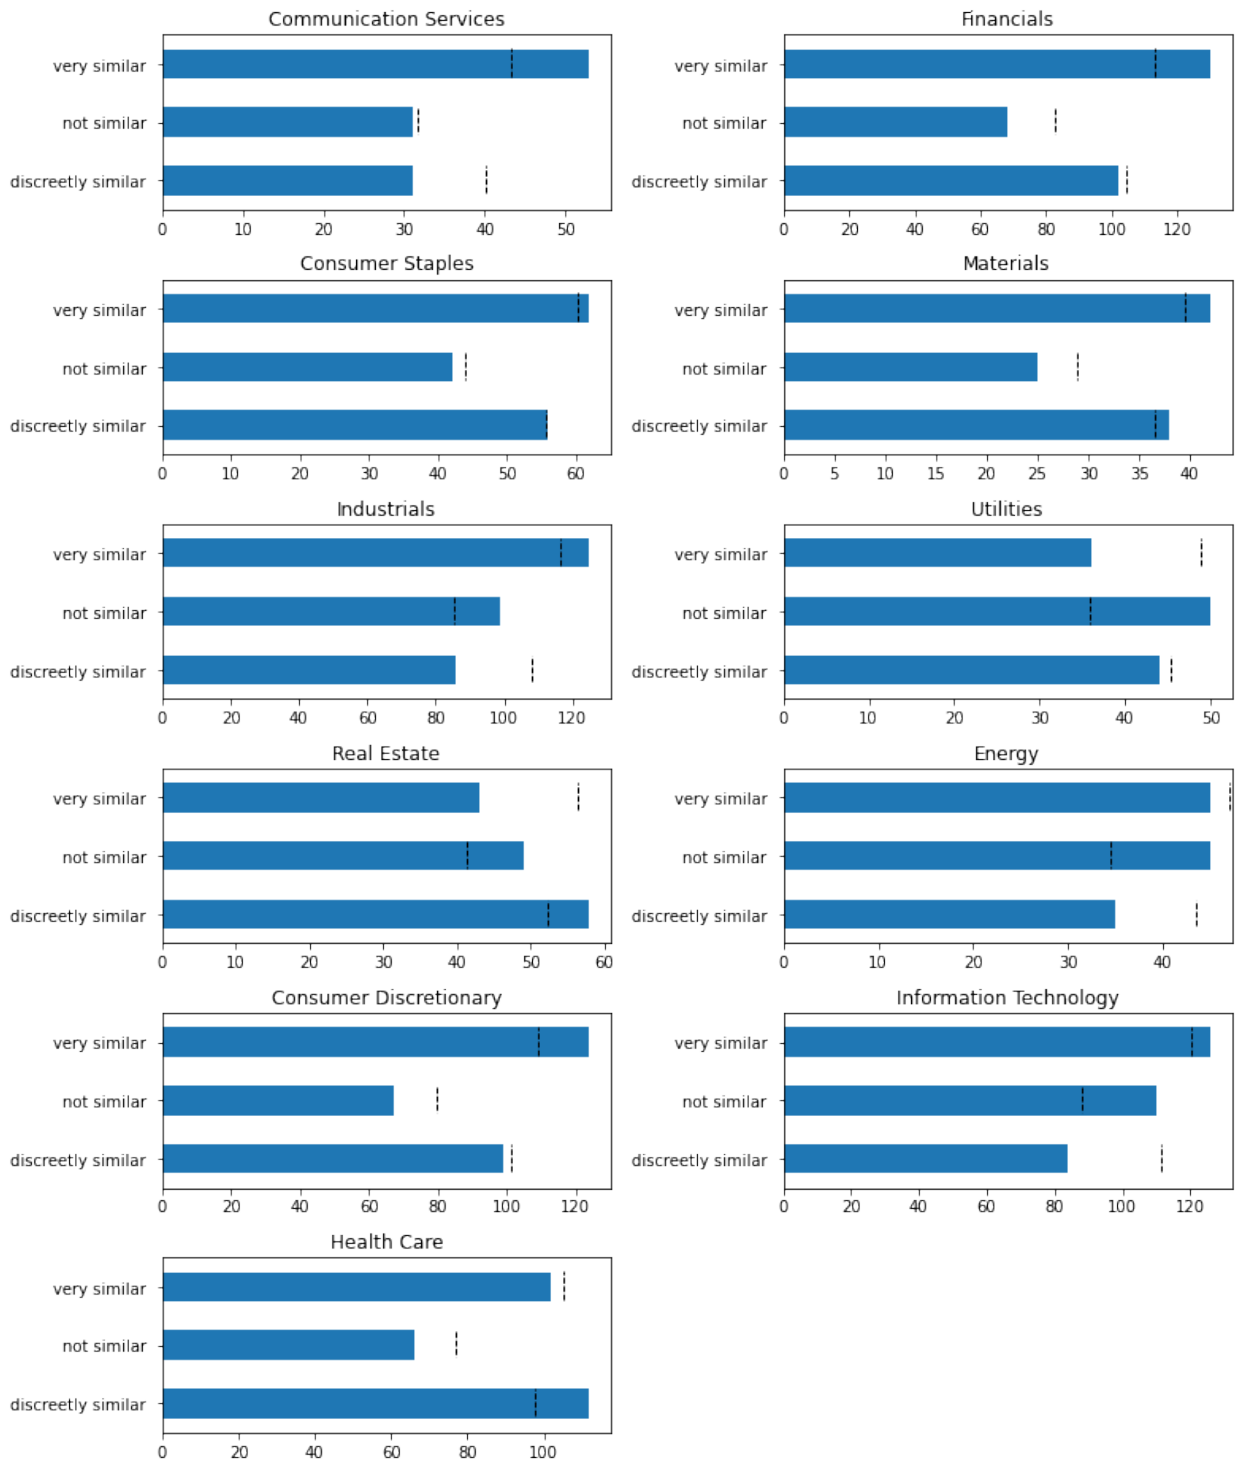 Communication Services
very similar
not similar
discreetly similar
0 10 20 30 40 50
Financials
very similar
not similar
discreetly similar
0 20 40 60 80 100 120
Consumer Staples
very similar
not similar
discreetly similar
0 10 20 30 40 50 60
Materials
very similar
not similar
discreetly similar
0 5 10 15 20 25 30 35 40
Industrials
very similar
not similar
discreetly similar
0 20 40 60 80 100 120
Utilities
very similar
not similar
discreetly similar
0 10 20 30 40 50
Real Estate
very similar
not similar
discreetly similar
0 10 20 30 40 50 60
Energy
very similar
not similar
discreetly similar
0 10 20 30 40
Consumer Discretionary
very similar
not similar
discreetly similar
0 20 40 60 80 100 120
Information Technology
very similar
not similar
discreetly similar
0 20 40 60 80 100 120
Health Care
very similar
not similar
discreetly similar
0 20 40 60 80 100